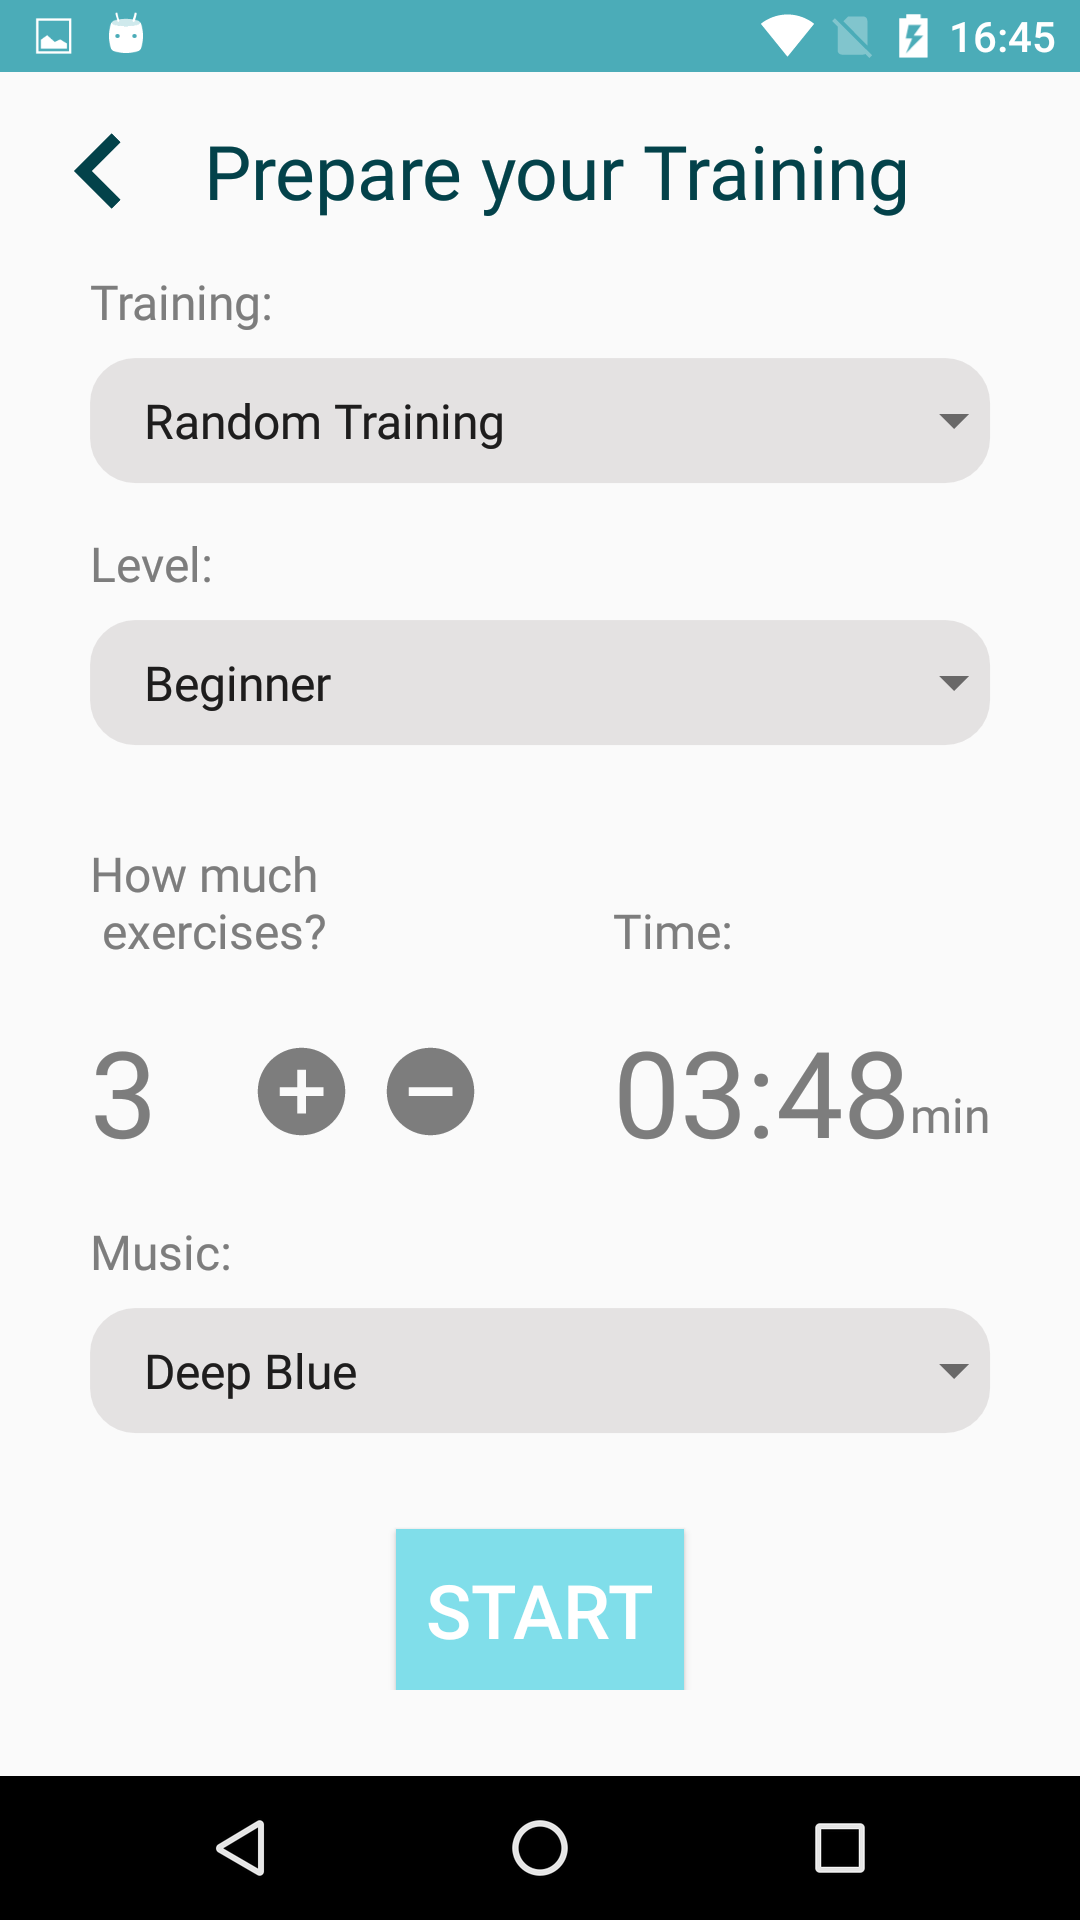 16:45
Prepare your Training
Training:
Random Training
Level:
Beginner
How much
exercises?
Time:
3
03:48min
Music:
Deep Blue
START